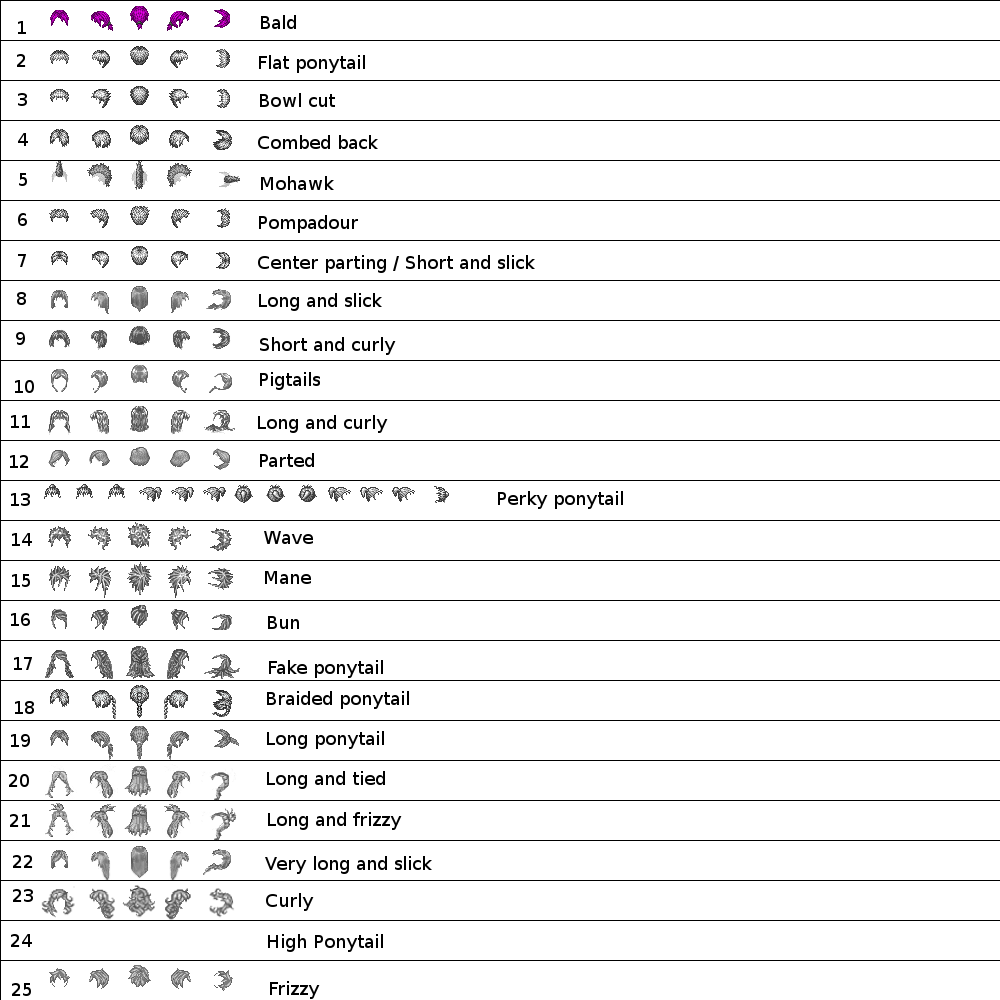 1 Bald
2 Flat ponytail
3 Bowl cut
4 Combed back
5 Mohawk
6 Pompadour
7 Center parting / Short and slick
8 Long and slick
9 Short and curly
10 Pigtails
11 Long and curly
12 Parted
13 Perky ponytail
14 Wave
15 Mane
16 Bun
17 Fake ponytail
18 Braided ponytail
19 Long ponytail
20 Long and tied
21 Long and frizzy
22 Very long and slick
23 Curly
24 High Ponytail
25 Frizzy